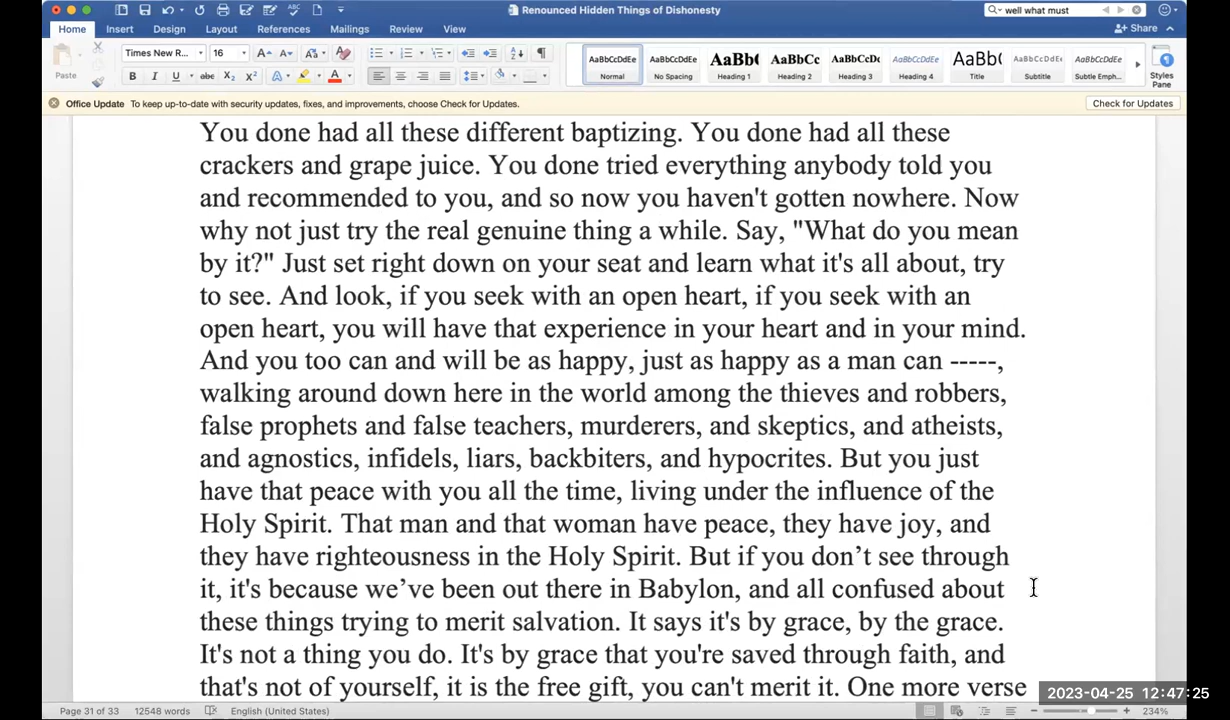 Renounced Hidden Things of Dishonesty
well what must
Home Insert Design Layout References Mailings Review View Share
Paste Times New R... 16 AaBbCcDdEe AaBbCcDdEe AaBb( AaBbCc AaBbCcDc AaBbCcDdEe AaBbC AaBbCcDdEe AaBbCcDdEe
Normal No Spacing Heading 1 Heading 2 Heading 3 Heading 4 Title Subtitle Subtle Emph... Styles Pane
Office Update To keep up-to-date with security updates, fixes, and improvements, choose Check for Updates. Check for Updates
You done had all these different baptizing. You done had all these
crackers and grape juice. You done tried everything anybody told you
and recommended to you, and so now you haven't gotten nowhere. Now
why not just try the real genuine thing a while. Say, "What do you mean
by it?" Just set right down on your seat and learn what it's all about, try
to see. And look, if you seek with an open heart, if you seek with an
open heart, you will have that experience in your heart and in your mind.
And you too can and will be as happy, just as happy as a man can -----,
walking around down here in the world among the thieves and robbers,
false prophets and false teachers, murderers, and skeptics, and atheists,
and agnostics, infidels, liars, backbiters, and hypocrites. But you just
have that peace with you all the time, living under the influence of the
Holy Spirit. That man and that woman have peace, they have joy, and
they have righteousness in the Holy Spirit. But if you don’t see through
it, it's because we’ve been out there in Babylon, and all confused about
these things trying to merit salvation. It says it's by grace, by the grace.
It's not a thing you do. It's by grace that you're saved through faith, and
that's not of yourself, it is the free gift, you can't merit it. One more verse
2023-04-25 12:47:25
Page 31 of 33 12548 words English (United States) 234%